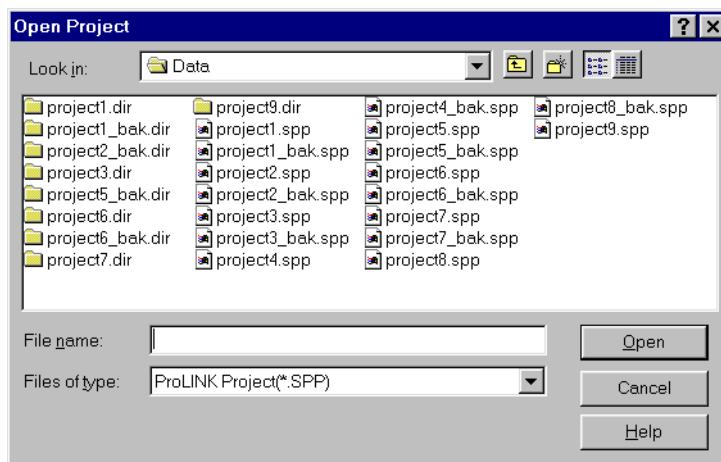 Open Project
Look in: Data
project1.dir project9.dir project4_bak.spp project8_bak.spp
project1_bak.dir project1.spp project5.spp project9.spp
project2_bak.dir project1_bak.spp project5_bak.spp
project3.dir project2.spp project6.spp
project5_bak.dir project2_bak.spp project6_bak.spp
project6.dir project3.spp project7.spp
project6_bak.dir project3_bak.spp project7_bak.spp
project7.dir project4.spp project8.spp
File name: Open
Files of type: ProLINK Project(*.SPP) Cancel
Help